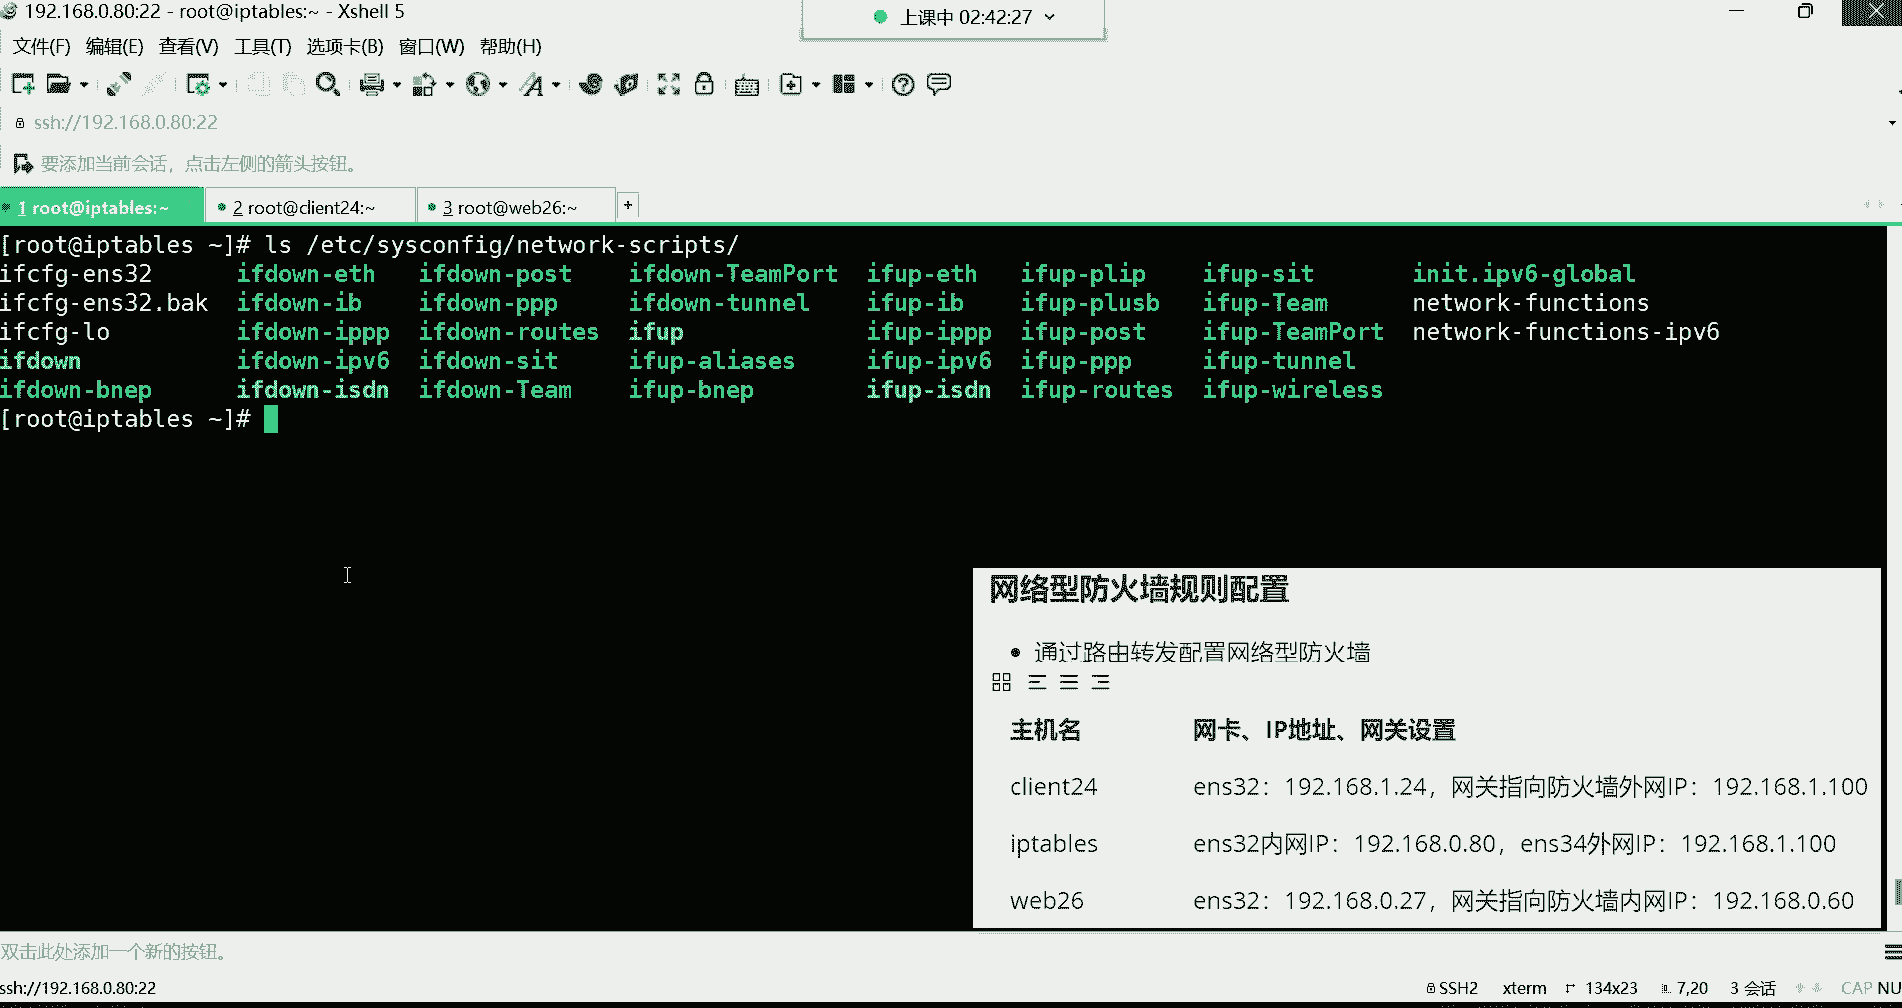 192.168.0.80:22 - root@iptables:~ - Xshell 5
上课中 02:42:27
文件(F) 编辑(E) 查看(V) 工具(T) 选项卡(B) 窗口(W) 帮助(H)
ssh://192.168.0.80:22
要添加当前会话，点击左侧的箭头按钮。
1 root@iptables:~ 2 root@client24:~ 3 root@web26:~ +
[root@iptables ~]# ls /etc/sysconfig/network-scripts/
ifcfg-ens32 ifdown-eth ifdown-post ifdown-TeamPort ifup-eth ifup-plip ifup-sit init.ipv6-global
ifcfg-ens32.bak ifdown-ib ifdown-ppp ifdown-tunnel ifup-ib ifup-plusb ifup-Team network-functions
ifcfg-lo ifdown-ippp ifdown-routes ifup ifup-ippp ifup-post ifup-TeamPort network-functions-ipv6
ifdown ifdown-ipv6 ifdown-sit ifup-aliases ifup-ipv6 ifup-ppp ifup-tunnel
ifdown-bnep ifdown-isdn ifdown-Team ifup-bnep ifup-isdn ifup-routes ifup-wireless
[root@iptables ~]#
网络型防火墙规则配置
• 通过路由转发配置网络型防火墙
主机名 网卡、IP地址、网关设置
client24 ens32：192.168.1.24，网关指向防火墙外网IP：192.168.1.100
iptables ens32内网IP：192.168.0.80，ens34外网IP：192.168.1.100
web26 ens32：192.168.0.27，网关指向防火墙内网IP：192.168.0.60
双击此处添加一个新的按钮。
ssh://192.168.0.80:22 SSH2 xterm 134x23 7,20 3 会话 CAP NU